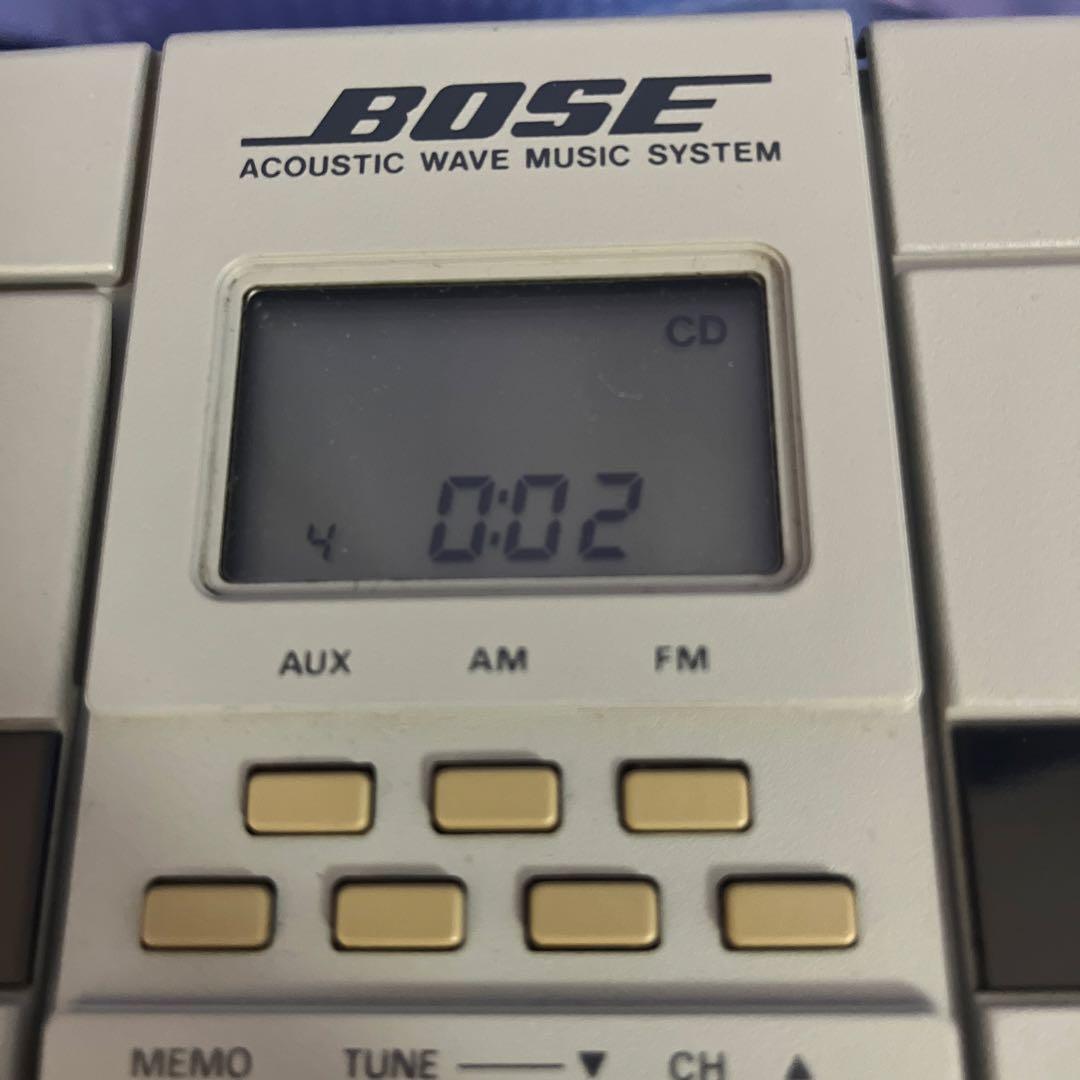 BOSE
ACOUSTIC WAVE MUSIC SYSTEM
CD
4 0:02
AUX AM FM
MEMO TUNE ▼ CH ▲